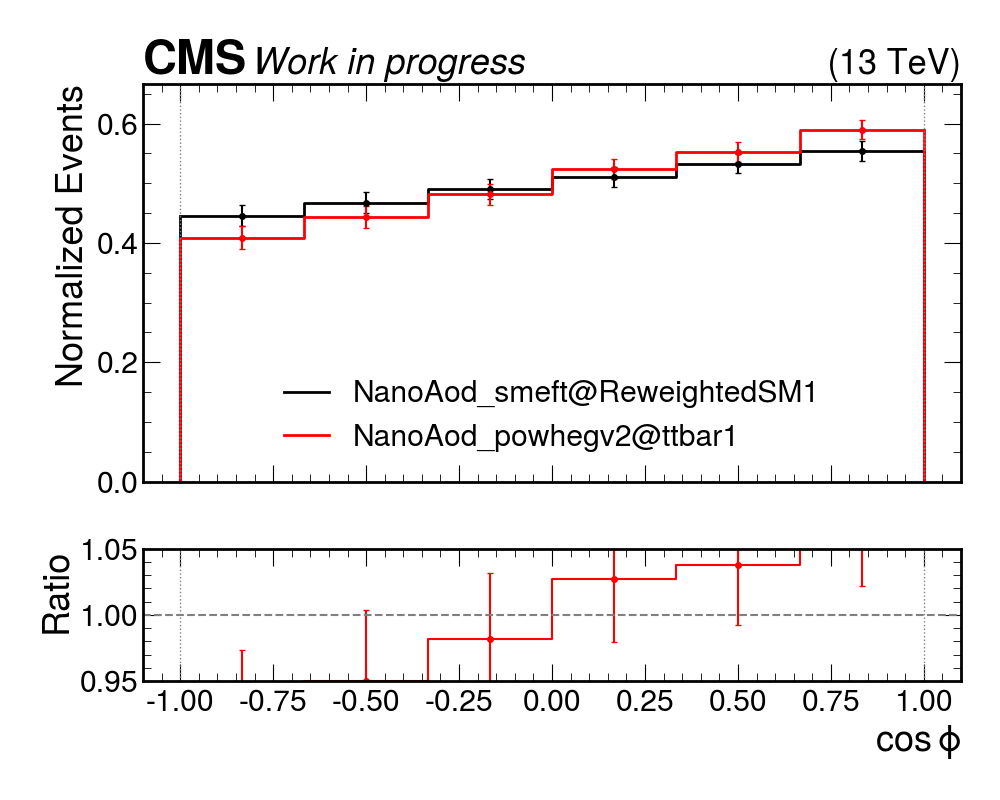 CMS Work in progress (13 TeV)
Normalized Events
0.6
0.4
0.2
0.0
NanoAod_smeft@ReweightedSM1
NanoAod_powhegv2@ttbar1
Ratio
1.05
1.00
0.95
-1.00 -0.75 -0.50 -0.25 0.00 0.25 0.50 0.75 1.00
cos ϕ